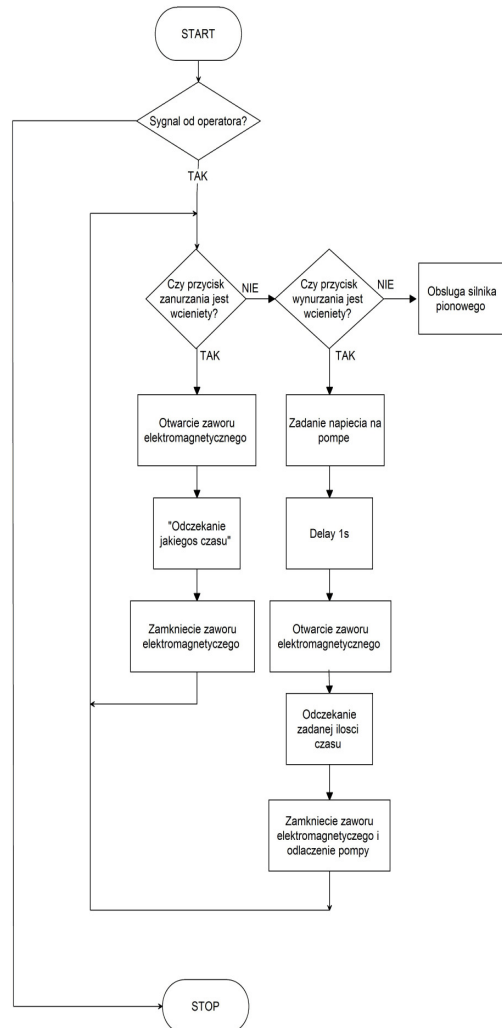 START
Sygnal od operatora?
TAK
Czy przycisk
zanurzania jest
wcieniety?
NIE
Czy przycisk
wynurzania jest
wcieniety?
NIE
Obsluga silnika
pionowego
TAK
TAK
Otwarcie zaworu
elektromagnetycznego
Zadanie napiecia na
pompe
"Odczekanie
jakiegos czasu"
Delay 1s
Zamkniecie zaworu
elektromagnetyczego
Otwarcie zaworu
elektromagnetycznego
Odczekanie
zadanej ilosci
czasu
Zamkniecie zaworu
elektromagnetyczego i
odlaczenie pompy
STOP